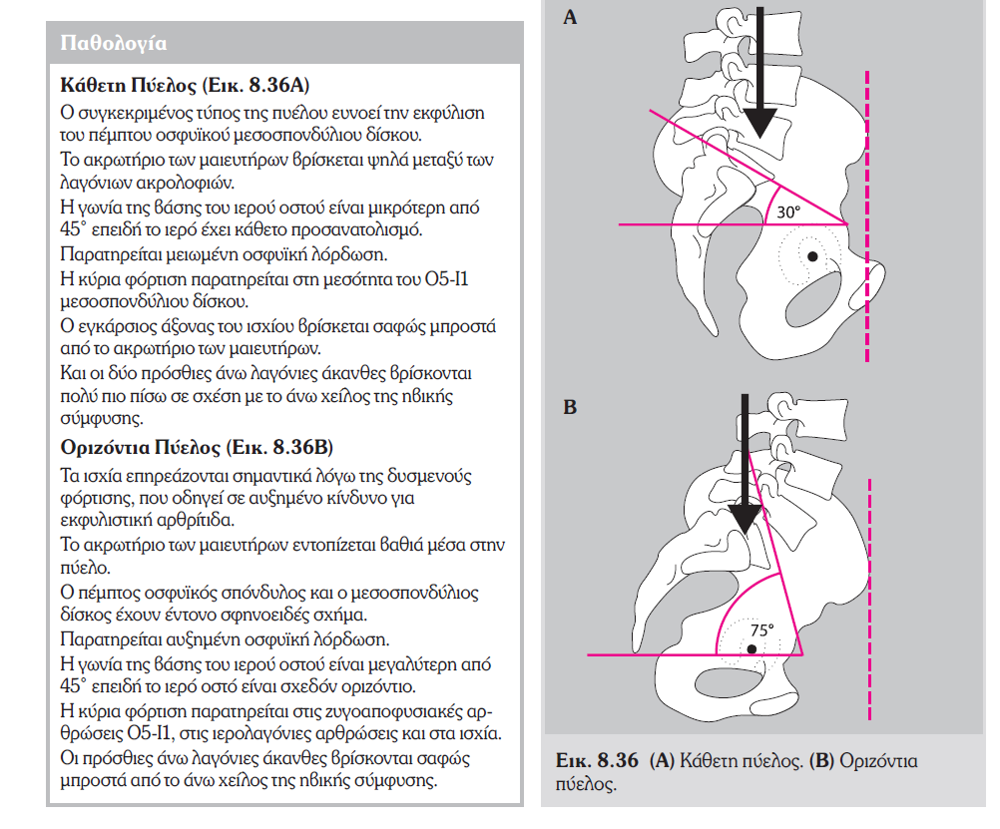 Παθολογία
Κάθετη Πύελος (Εικ. 8.36Α)
Ο συγκεκριμένος τύπος της πυέλου ευνοεί την εκφύλιση
του πέμπτου οσφυϊκού μεσοσπονδύλιου δίσκου.
Το ακρωτήριο των μαιευτήρων βρίσκεται ψηλά μεταξύ των
λαγόνιων ακρολοφιών.
Η γωνία της βάσης του ιερού οστού είναι μικρότερη από
45° επειδή το ιερό έχει κάθετο προσανατολισμό.
Παρατηρείται μειωμένη οσφυϊκή λόρδωση.
Η κύρια φόρτιση παρατηρείται στη μεσότητα του Ο5-Ι1
μεσοσπονδύλιου δίσκου.
Ο εγκάρσιος άξονας του ισχίου βρίσκεται σαφώς μπροστά
από το ακρωτήριο των μαιευτήρων.
Και οι δύο πρόσθιες άνω λαγόνιες άκανθες βρίσκονται
πολύ πιο πίσω σε σχέση με το άνω χείλος της ηβικής
σύμφυσης.
Οριζόντια Πύελος (Εικ. 8.36Β)
Τα ισχία επηρεάζονται σημαντικά λόγω της δυσμενούς
φόρτισης, που οδηγεί σε αυξημένο κίνδυνο για
εκφυλιστική αρθρίτιδα.
Το ακρωτήριο των μαιευτήρων εντοπίζεται βαθιά μέσα στην
πύελο.
Ο πέμπτος οσφυϊκός σπόνδυλος και ο μεσοσπονδύλιος
δίσκος έχουν έντονο σφηνοειδές σχήμα.
Παρατηρείται αυξημένη οσφυϊκή λόρδωση.
Η γωνία της βάσης του ιερού οστού είναι μεγαλύτερη από
45° επειδή το ιερό οστό είναι σχεδόν οριζόντιο.
Η κύρια φόρτιση παρατηρείται στις ζυγοαποφυσιακές αρ-
θρώσεις Ο5-Ι1, στις ιερολαγόνιες αρθρώσεις και στα ισχία.
Οι πρόσθιες άνω λαγόνιες άκανθες βρίσκονται σαφώς
μπροστά από το άνω χείλος της ηβικής σύμφυσης.
Α
30°
Β
75°
Εικ. 8.36 (Α) Κάθετη πύελος. (Β) Οριζόντια
πύελος.